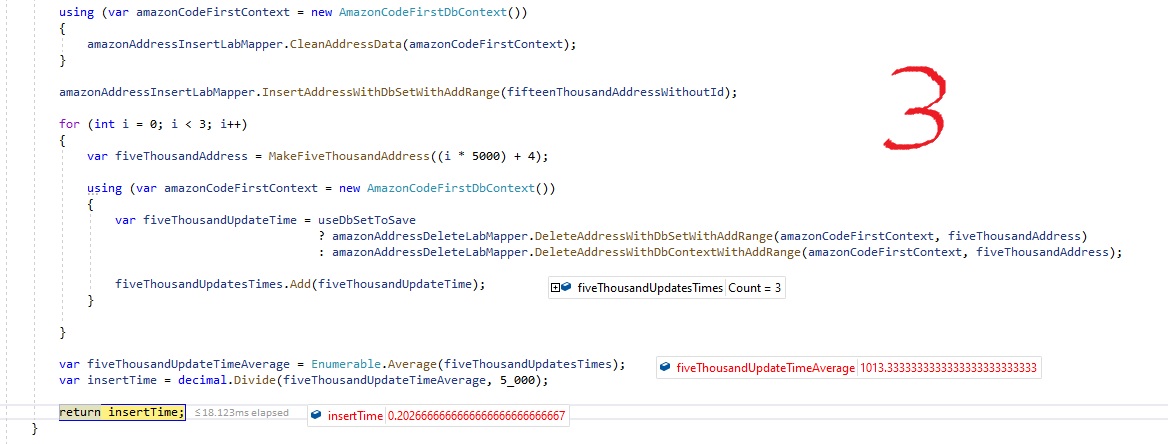 using (var amazonCodeFirstContext = new AmazonCodeFirstDbContext())
{
amazonAddressInsertLabMapper.CleanAddressData(amazonCodeFirstContext);
}
amazonAddressInsertLabMapper.InsertAddressWithDbSetWithAddRange(fifteenThousandAddressWithoutId);
3
for (int i = 0; i < 3; i++)
{
var fiveThousandAddress = MakeFiveThousandAddress((i * 5000) + 4);
using (var amazonCodeFirstContext = new AmazonCodeFirstDbContext())
{
var fiveThousandUpdateTime = useDbSetToSave
? amazonAddressDeleteLabMapper.DeleteAddressWithDbSetWithAddRange(amazonCodeFirstContext, fiveThousandAddress)
: amazonAddressDeleteLabMapper.DeleteAddressWithDbContextWithAddRange(amazonCodeFirstContext, fiveThousandAddress);
fiveThousandUpdatesTimes.Add(fiveThousandUpdateTime); fiveThousandUpdatesTimes Count = 3
}
}
var fiveThousandUpdateTimeAverage = Enumerable.Average(fiveThousandUpdatesTimes); fiveThousandUpdateTimeAverage 1013.3333333333333333333333333
var insertTime = decimal.Divide(fiveThousandUpdateTimeAverage, 5_000);
return insertTime; ≤18.123ms elapsed insertTime 0.2026666666666666666666666667
}